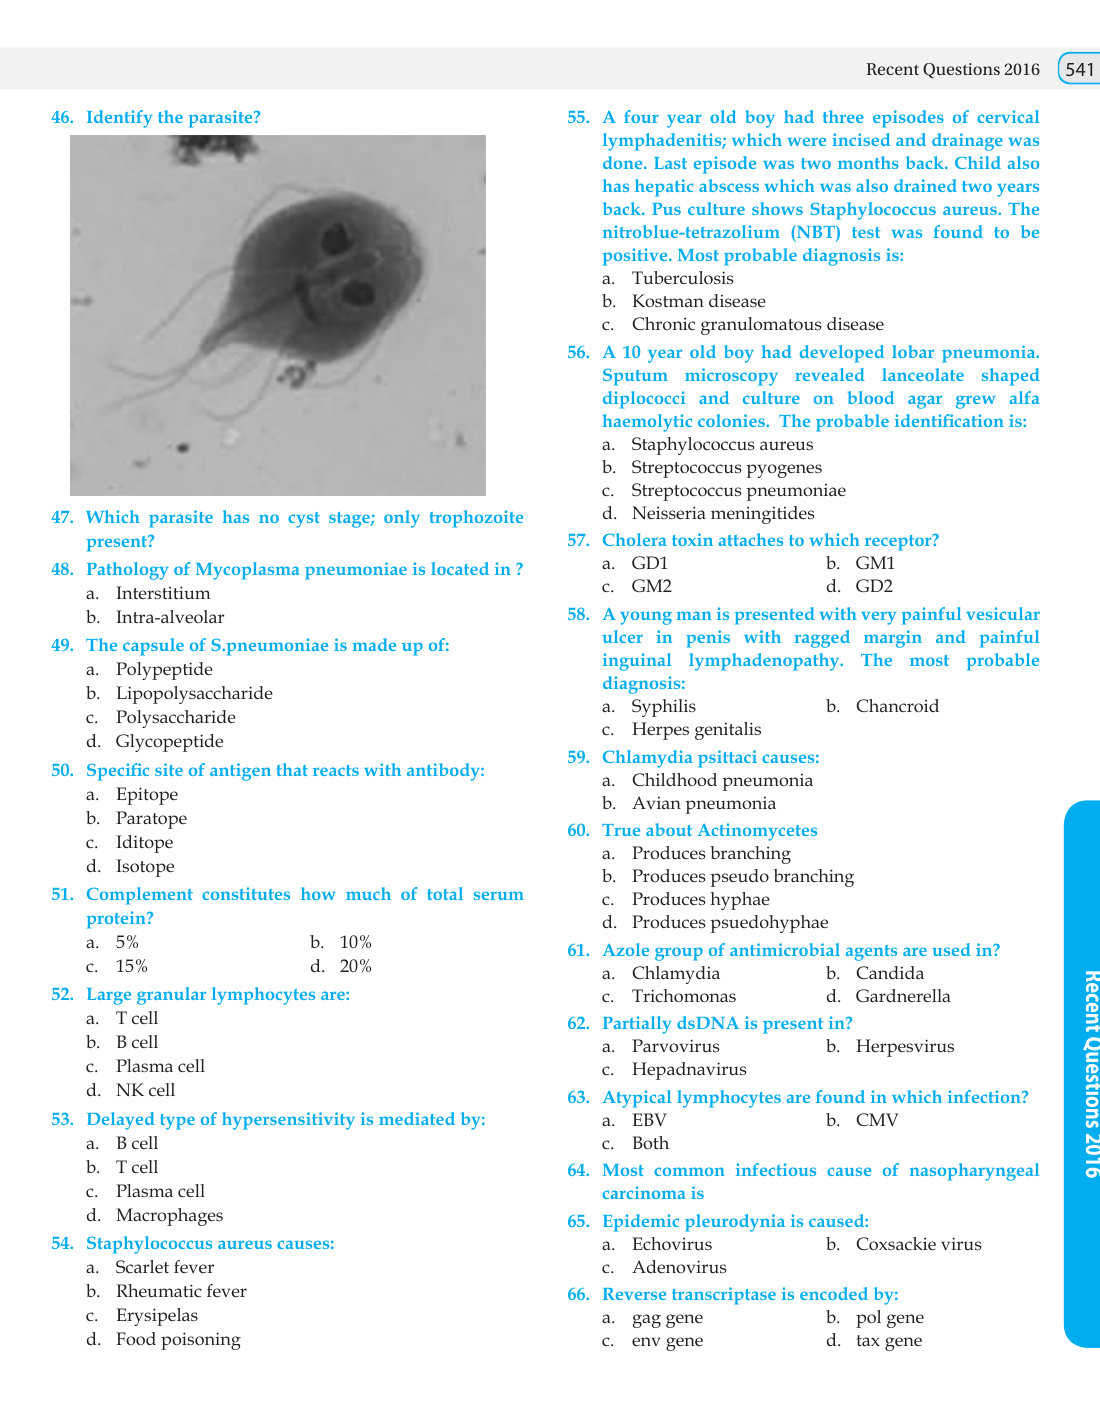 Recent Questions 2016
541
46. Identify the parasite?
47. Which parasite has no cyst stage; only trophozoite
present?
48. Pathology of Mycoplasma pneumoniae is located in ?
a. Interstitium
b. Intra-alveolar
49. The capsule of S.pneumoniae is made up of:
a. Polypeptide
b. Lipopolysaccharide
c. Polysaccharide
d. Glycopeptide
50. Specific site of antigen that reacts with antibody:
a. Epitope
b. Paratope
c. Iditope
d. Isotope
51. Complement constitutes how much of total serum
protein?
a. 5% b. 10%
c. 15% d. 20%
52. Large granular lymphocytes are:
a. T cell
b. B cell
c. Plasma cell
d. NK cell
53. Delayed type of hypersensitivity is mediated by:
a. B cell
b. T cell
c. Plasma cell
d. Macrophages
54. Staphylococcus aureus causes:
a. Scarlet fever
b. Rheumatic fever
c. Erysipelas
d. Food poisoning
55. A four year old boy had three episodes of cervical
lymphadenitis; which were incised and drainage was
done. Last episode was two months back. Child also
has hepatic abscess which was also drained two years
back. Pus culture shows Staphylococcus aureus. The
nitroblue-tetrazolium (NBT) test was found to be
positive. Most probable diagnosis is:
a. Tuberculosis
b. Kostman disease
c. Chronic granulomatous disease
56. A 10 year old boy had developed lobar pneumonia.
Sputum microscopy revealed lanceolate shaped
diplococci and culture on blood agar grew alfa
haemolytic colonies. The probable identification is:
a. Staphylococcus aureus
b. Streptococcus pyogenes
c. Streptococcus pneumoniae
d. Neisseria meningitides
57. Cholera toxin attaches to which receptor?
a. GD1 b. GM1
c. GM2 d. GD2
58. A young man is presented with very painful vesicular
ulcer in penis with ragged margin and painful
inguinal lymphadenopathy. The most probable
diagnosis:
a. Syphilis b. Chancroid
c. Herpes genitalis
59. Chlamydia psittaci causes:
a. Childhood pneumonia
b. Avian pneumonia
60. True about Actinomycetes
a. Produces branching
b. Produces pseudo branching
c. Produces hyphae
d. Produces psuedohyphae
61. Azole group of antimicrobial agents are used in?
a. Chlamydia b. Candida
c. Trichomonas d. Gardnerella
62. Partially dsDNA is present in?
a. Parvovirus b. Herpesvirus
c. Hepadnavirus
63. Atypical lymphocytes are found in which infection?
a. EBV b. CMV
c. Both
64. Most common infectious cause of nasopharyngeal
carcinoma is
65. Epidemic pleurodynia is caused:
a. Echovirus b. Coxsackie virus
c. Adenovirus
66. Reverse transcriptase is encoded by:
a. gag gene b. pol gene
c. env gene d. tax gene
Recent Questions 2016